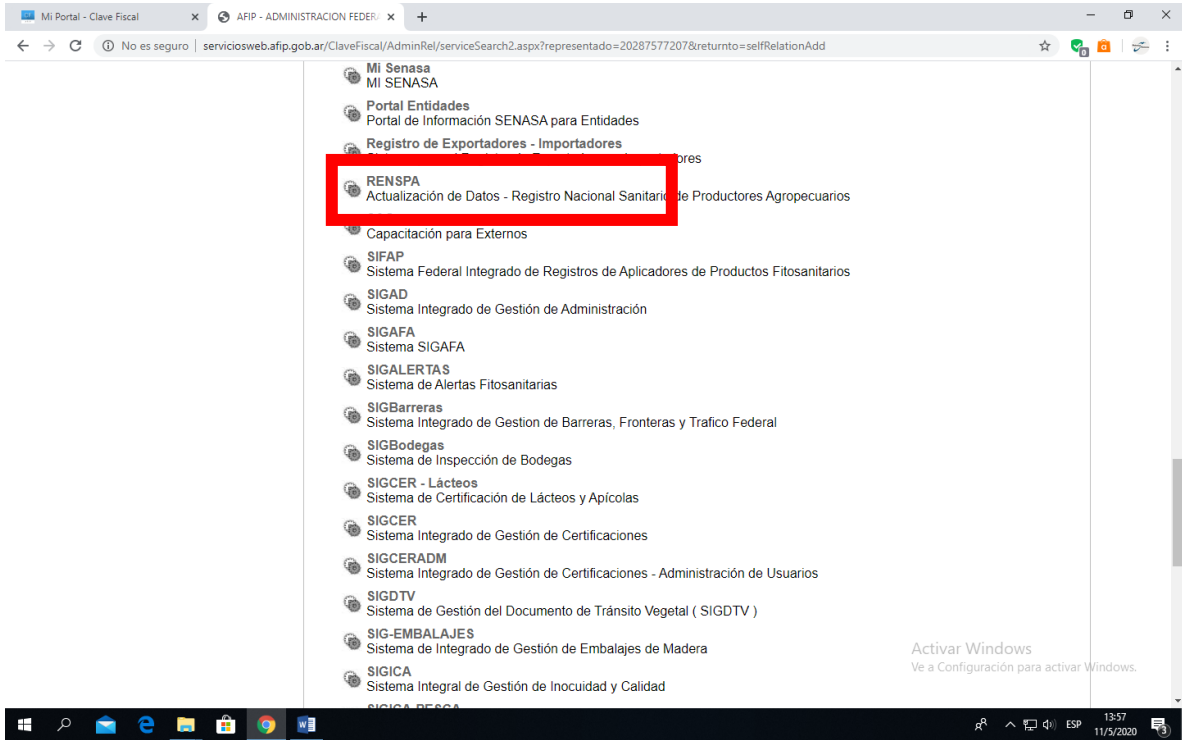 Mi Portal - Clave Fiscal
AFIP - ADMINISTRACION FEDERA
No es seguro | serviciosweb.afip.gob.ar/ClaveFiscal/AdminRel/serviceSearch2.aspx?representado=20287577207&returnto=selfRelationAdd
Mi Senasa
MI SENASA
Portal Entidades
Portal de Información SENASA para Entidades
Registro de Exportadores - Importadores
RENSPA
Actualización de Datos - Registro Nacional Sanitario de Productores Agropecuarios
Capacitación para Externos
SIFAP
Sistema Federal Integrado de Registros de Aplicadores de Productos Fitosanitarios
SIGAD
Sistema Integrado de Gestión de Administración
SIGAFA
Sistema SIGAFA
SIGALERTAS
Sistema de Alertas Fitosanitarias
SIGBarreras
Sistema Integrado de Gestion de Barreras, Fronteras y Trafico Federal
SIGBodegas
Sistema de Inspección de Bodegas
SIGCER - Lácteos
Sistema de Certificación de Lácteos y Apícolas
SIGCER
Sistema Integrado de Gestión de Certificaciones
SIGCERADM
Sistema Integrado de Gestión de Certificaciones - Administración de Usuarios
SIGDTV
Sistema de Gestión del Documento de Tránsito Vegetal ( SIGDTV )
SIG-EMBALAJES
Sistema de Integrado de Gestión de Embalajes de Madera
SIGICA
Sistema Integral de Gestión de Inocuidad y Calidad
SIGICA PESCA
Activar Windows
Ve a Configuración para activar Windows.
ESP
13:57
11/5/2020
3